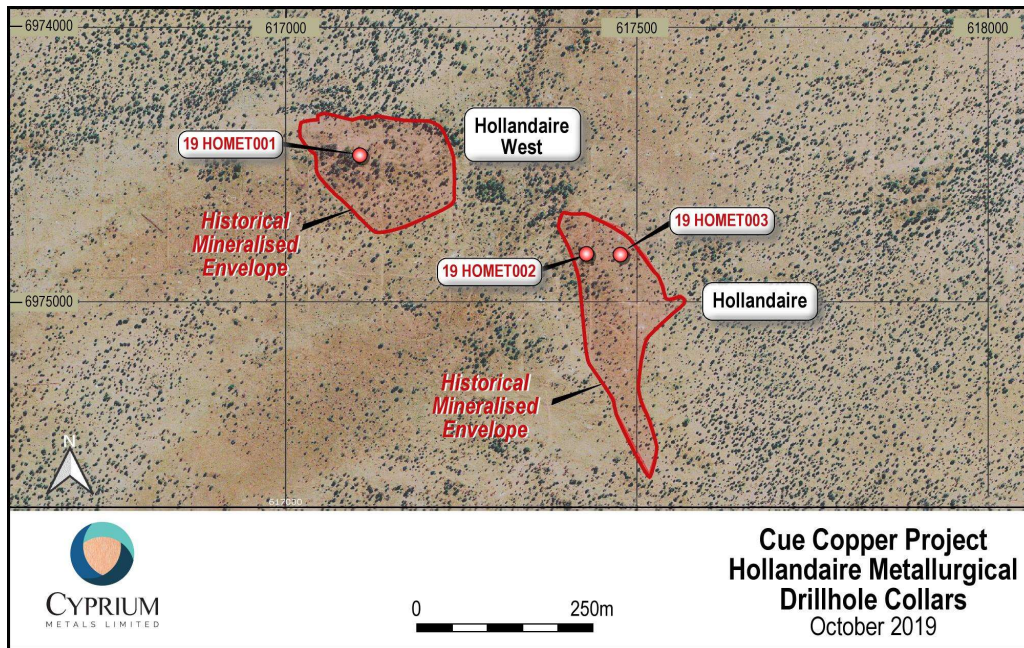 6974000
617000
617500
618000
19 HOMET001
Hollandaire
West
Historical
Mineralised
Envelope
19 HOMET003
19 HOMET002
6975000
Hollandaire
Historical
Mineralised
Envelope
N
617000
CYPRIUM
METALS LIMITED
0
250m
Cue Copper Project
Hollandaire Metallurgical
Drillhole Collars
October 2019